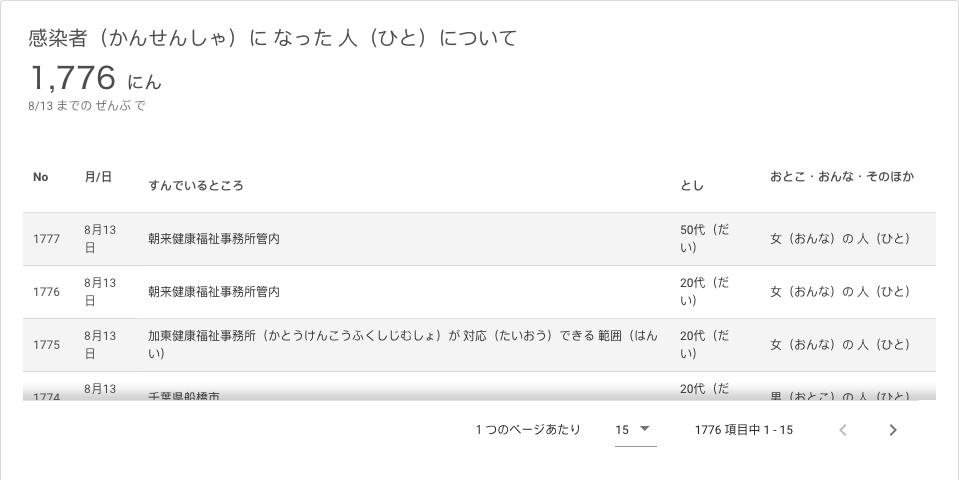 感染者（かんせんしゃ）に なった 人（ひと）について
1,776 にん
8/13 までの ぜんぶ で
No 月/日 すんでいるところ とし おとこ・おんな・そのほか
1777 8月13日 朝来健康福祉事務所管内 50代（だい） 女（おんな）の 人（ひと）
1776 8月13日 朝来健康福祉事務所管内 20代（だい） 女（おんな）の 人（ひと）
1775 8月13日 加東健康福祉事務所（かとうけんこうふくしじむしょ）が 対応（たいおう）できる 範囲（はんい） 20代（だい） 女（おんな）の 人（ひと）
1774 8月13 千葉県船橋市 20代（だ 男（おとこ）の 人（ひと）
1 つのページあたり 15 1776 項目中 1 - 15